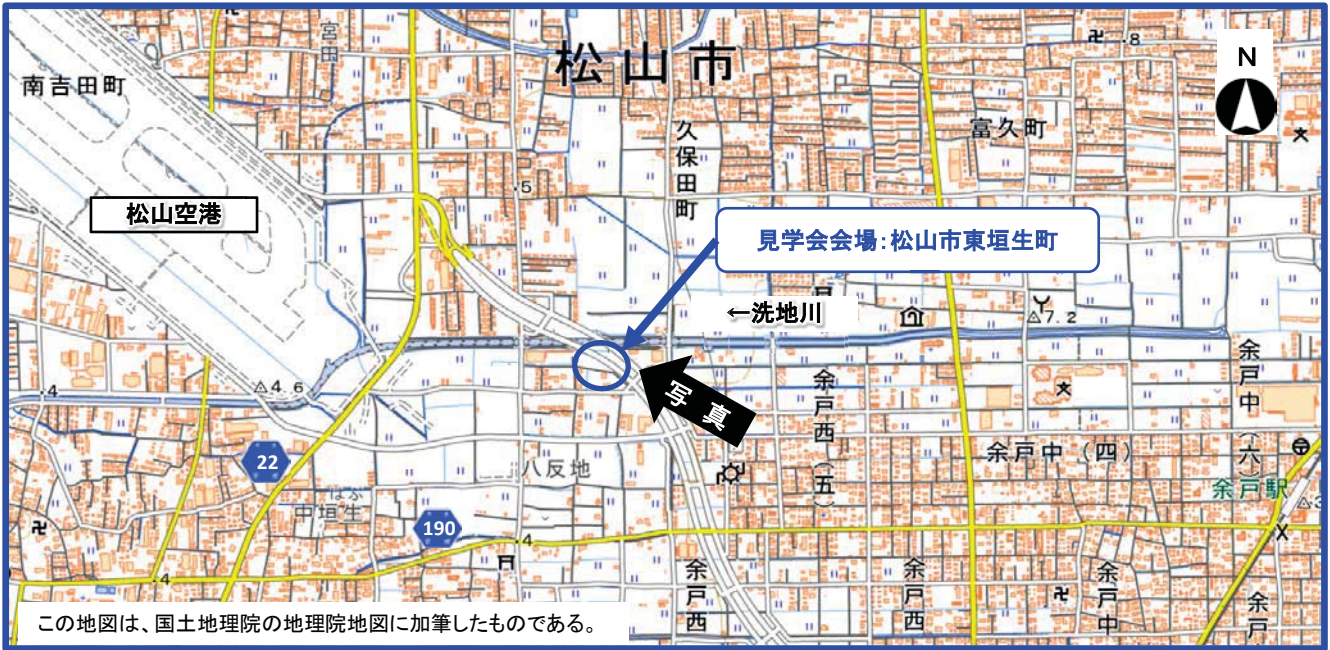 松山市
宮田
南吉田町
8
N
久保田町
富久町
5
松山空港
見学会会場:松山市東垣生町
←洗地川
7.2
余戸中(六)
4
4.6
写真
余戸西(五)
余戸中(四)
22
八反地
余戸駅
はぶ
中垣生
190
4
4
余戸西
余戸西
余戸中
余戸
この地図は、国土地理院の地理院地図に加筆したものである。